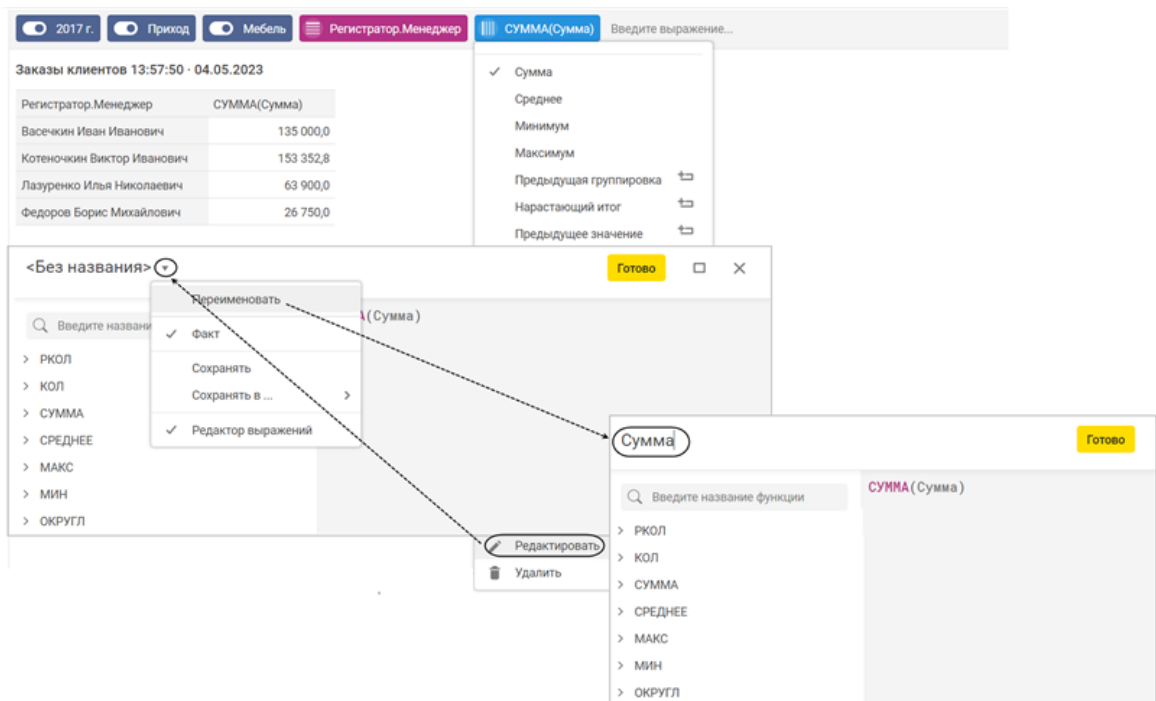 2017 г. Приход Мебель Регистратор.Менеджер СУММА(Сумма) Введите выражение...
Заказы клиентов 13:57:50 - 04.05.2023
Регистратор.Менеджер СУММА(Сумма)
Васечкин Иван Иванович 135 000,0
Котеночкин Виктор Иванович 153 352,8
Лазуренко Илья Николаевич 63 900,0
Федоров Борис Михайлович 26 750,0
Сумма
Среднее
Минимум
Максимум
Предыдущая группировка
Нарастающий итог
Предыдущее значение
<Без названия> Готово
Введите названи
РКОЛ
КОЛ
СУММА
СРЕДНЕЕ
МАКС
МИН
ОКРУГЛ
Переименовать
Факт
Сохранять
Сохранять в ...
Редактор выражений
А(Сумма)
Редактировать
Удалить
Сумма Готово
Введите название функции
РКОЛ
КОЛ
СУММА
СРЕДНЕЕ
МАКС
МИН
ОКРУГЛ
СУММА(Сумма)